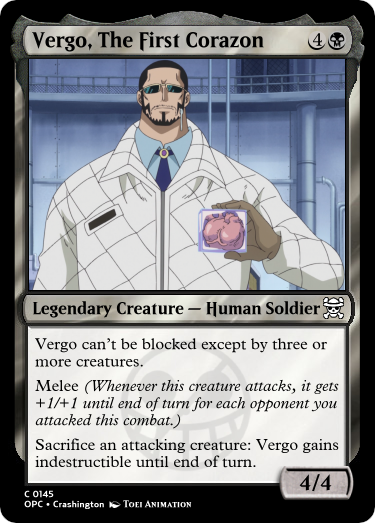 Vergo, The First Corazon 4
Legendary Creature — Human Soldier
Vergo can't be blocked except by three or
more creatures.
Melee (Whenever this creature attacks, it gets
+1/+1 until end of turn for each opponent you
attacked this combat.)
Sacrifice an attacking creature: Vergo gains
indestructible until end of turn.
4/4
C 0145
OPC • Crashington Toei Animation